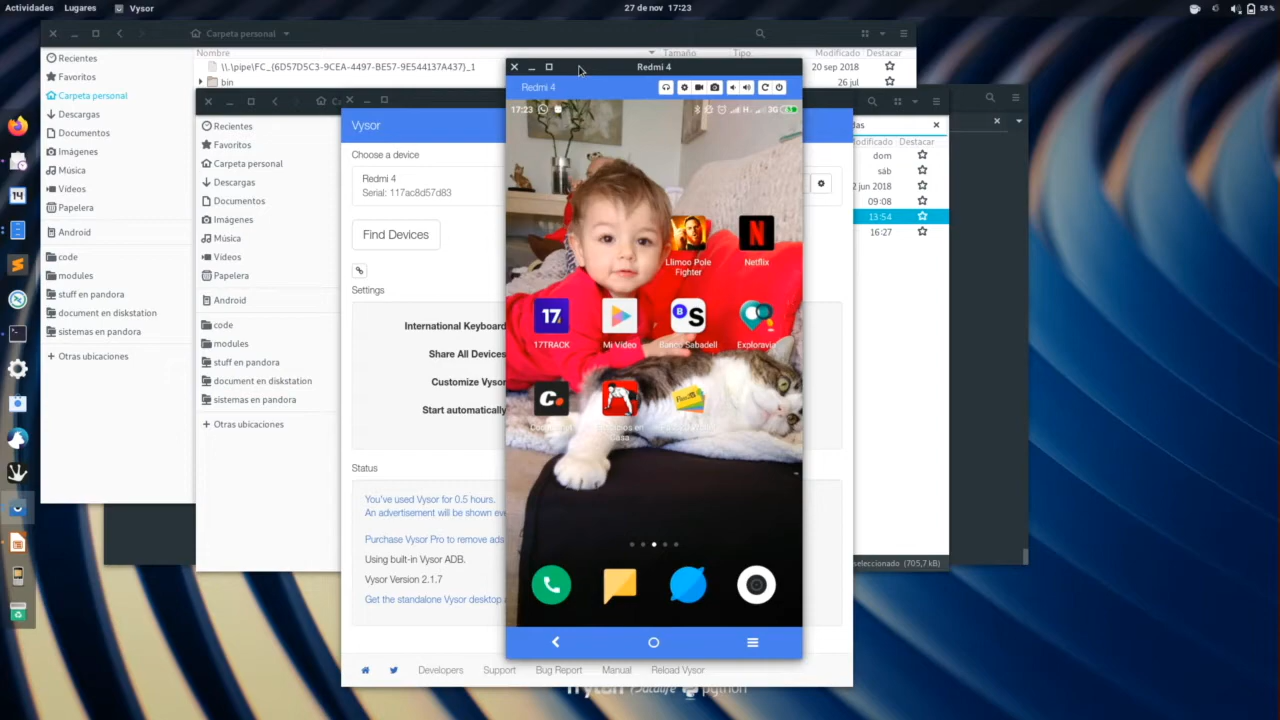 Actividades Lugares Vysor 27 de nov 17:23 58 %
Carpeta personal
Nombre Tamaño Tipo Modificado Destacar
\\.\pipe\FC_{6D57D5C3-9CEA-4497-BE57-9E544137A437}_1 20 sep 2018
bin 26 jul
Recientes
Favoritos
Carpeta personal
Descargas
Documentos
Imágenes
Música
Vídeos
Papelera
Android
code
modules
stuff en pandora
document en diskstation
sistemas en pandora
Otras ubicaciones
Recientes
Favoritos
Carpeta personal
Descargas
Documentos
Imágenes
Música
Vídeos
Papelera
Android
code
modules
stuff en pandora
document en diskstation
sistemas en pandora
Otras ubicaciones
das
odificado Destacar
dom
sáb
2 jun 2018
09:08
13:54
16:27
seleccionado (705,7 kB)
Vysor
Choose a device
Redmi 4
Serial: 117ac8d57d83
Find Devices
Settings
International Keyboard
Share All Devices
Customize Vysor
Start automatically
Status
You've used Vysor for 0.5 hours.
An advertisement will be shown eve
Purchase Vysor Pro to remove ads
Using built-in Vysor ADB.
Vysor Version 2.1.7
Get the standalone Vysor desktop a
Developers Support Bug Report Manual Reload Vysor
Redmi 4
Redmi 4
17:23 H 3G
Llimoo Pole Fighter
Netflix
17TRACK
Mi Vídeo
Banco Sabadell
Exploravia
17.
S
N
14
python